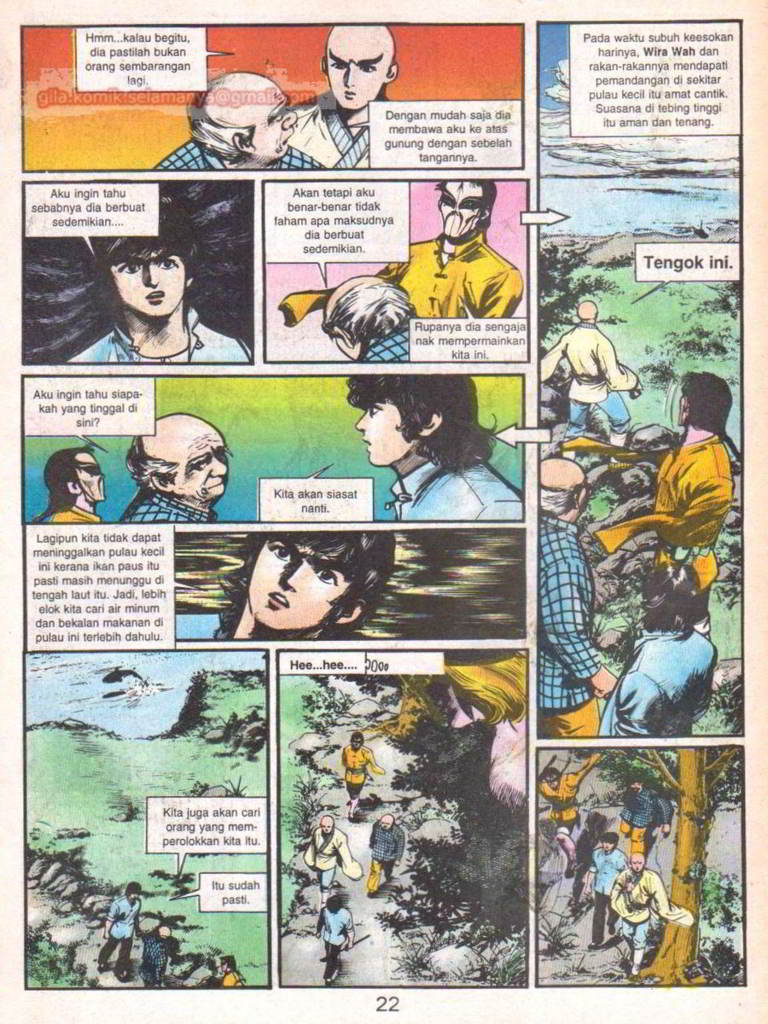 Hmm...kalau begitu,
dia pastilah bukan
orang sembarangan
lagi.
gila.komik.selamanya@gmail.com
Dengan mudah saja dia
membawa aku ke atas
gunung dengan sebelah
tangannya.
Aku ingin tahu
sebabnya dia berbuat
sedemikian....
Akan tetapi aku
benar-benar tidak
faham apa maksudnya
dia berbuat
sedemikian.
Rupanya dia sengaja
nak mempermainkan
kita ini.
Pada waktu subuh keesokan
harinya, Wira Wah dan
rakan-rakannya mendapati
pemandangan di sekitar
pulau kecil itu amat cantik.
Suasana di tebing tinggi
itu aman dan tenang.
Tengok ini.
Aku ingin tahu siapa-
kah yang tinggal di
sini?
Kita akan siasat
nanti.
Lagipun kita tidak dapat
meninggalkan pulau kecil
ini kerana ikan paus itu
pasti masih menunggu di
tengah laut itu. Jadi, lebih
elok kita cari air minum
dan bekalan makanan di
pulau ini terlebih dahulu.
Kita juga akan cari
orang yang mem-
perolokkan kita itu.
Itu sudah
pasti.
Hee...hee....
22